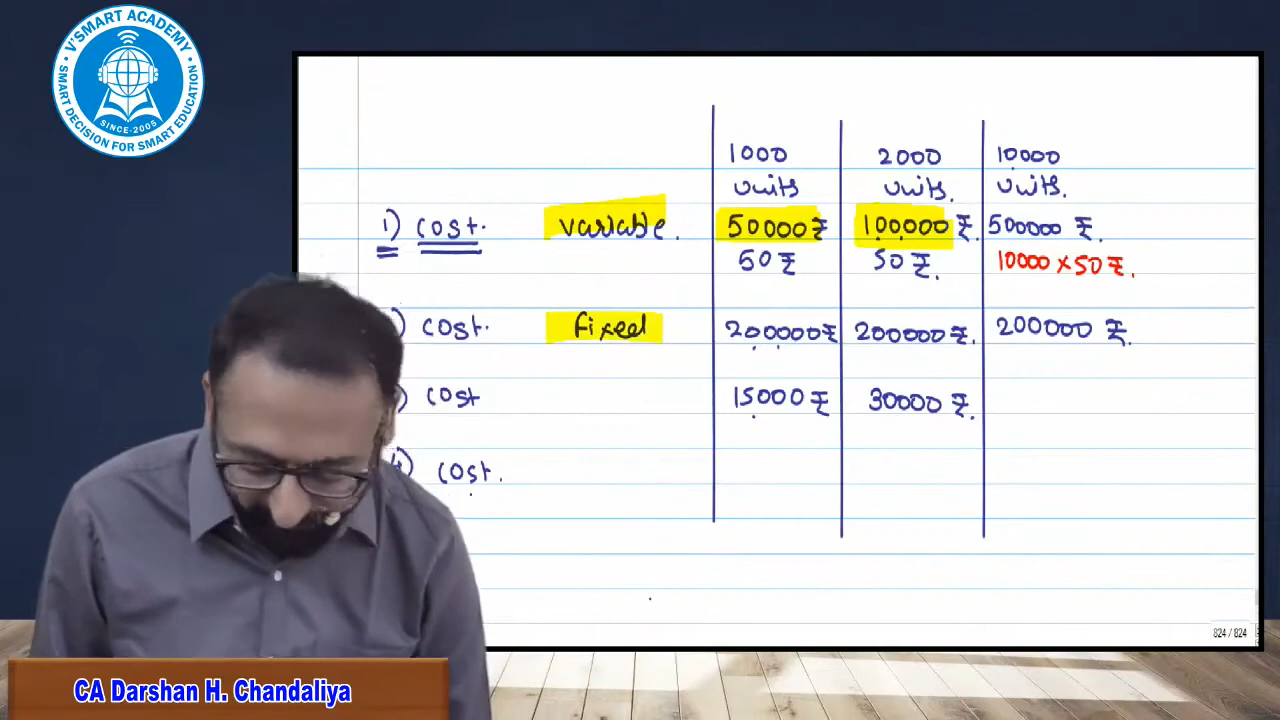 V'SMART ACADEMY
SINCE-2005
SMART DECISION FOR SMART EDUCATION
1000 2000 10000
units units. units.
1) cost. variable. 50000₹ 100000₹. 500000 ₹.
50₹ 50₹. 10000 x 50₹.
) cost. fixed 200000₹ 200000₹. 200000 ₹.
) cost 15000₹ 30000₹.
4) cost.
824 / 824
CA Darshan H. Chandaliya